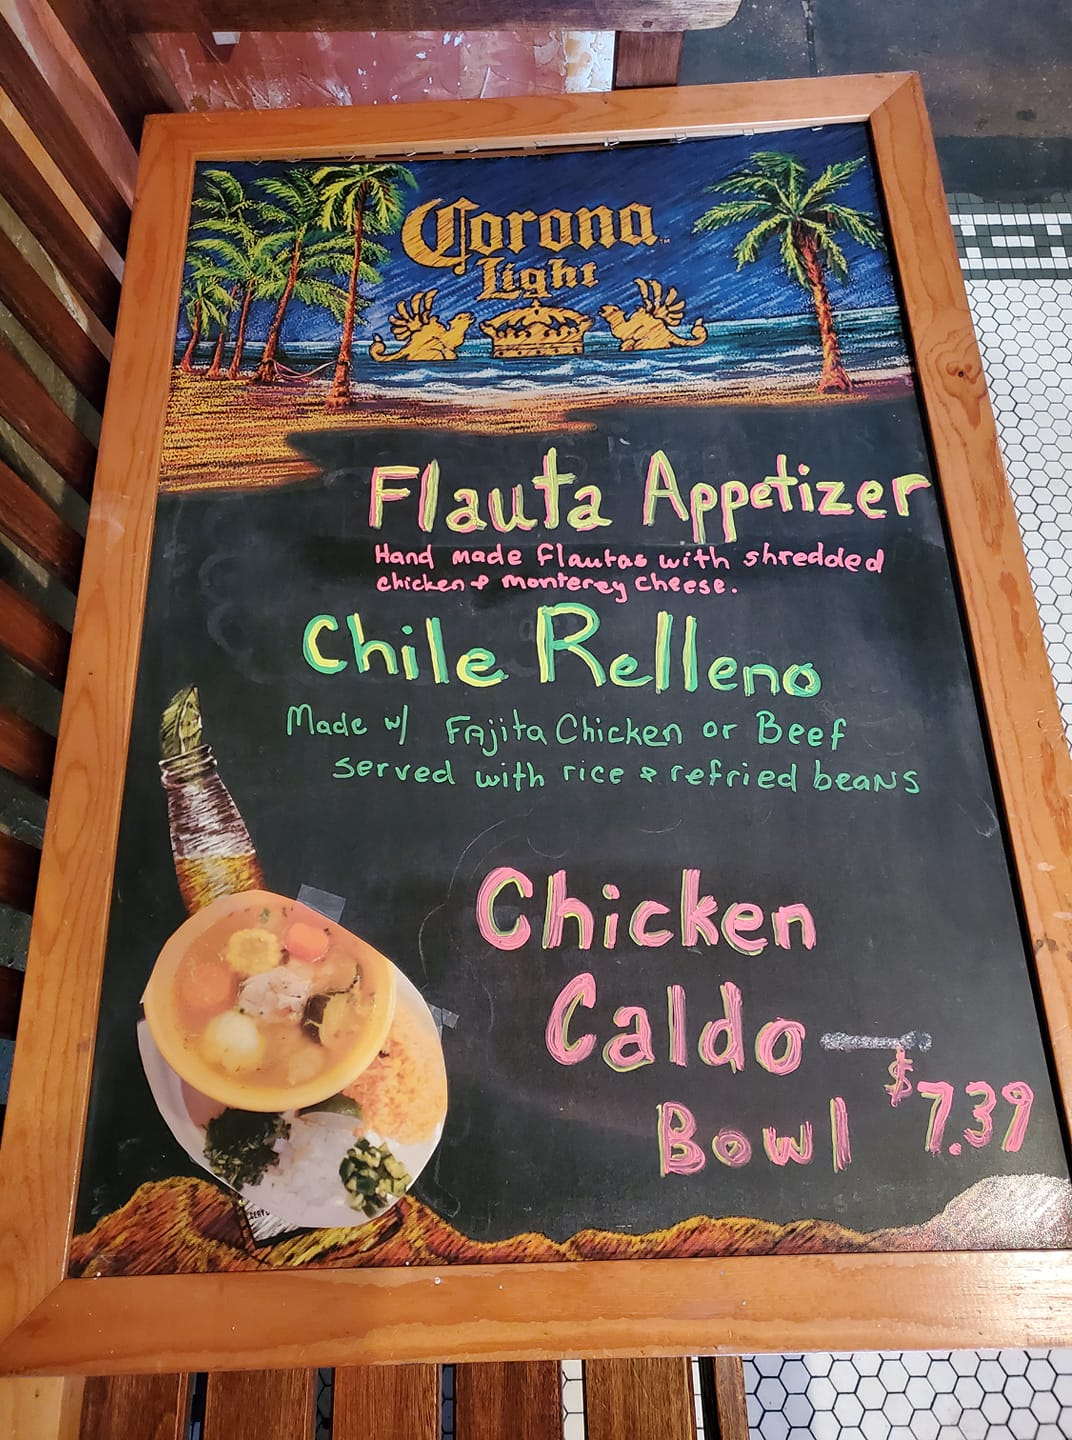 Corona
Light
Flauta Appetizer
Hand made Flautas with shredded
chicken & monterey cheese.
Chile Relleno
Made w/ Fajita Chicken or Beef
served with rice & refried beans
Chicken
Caldo
Bowl
$7.39